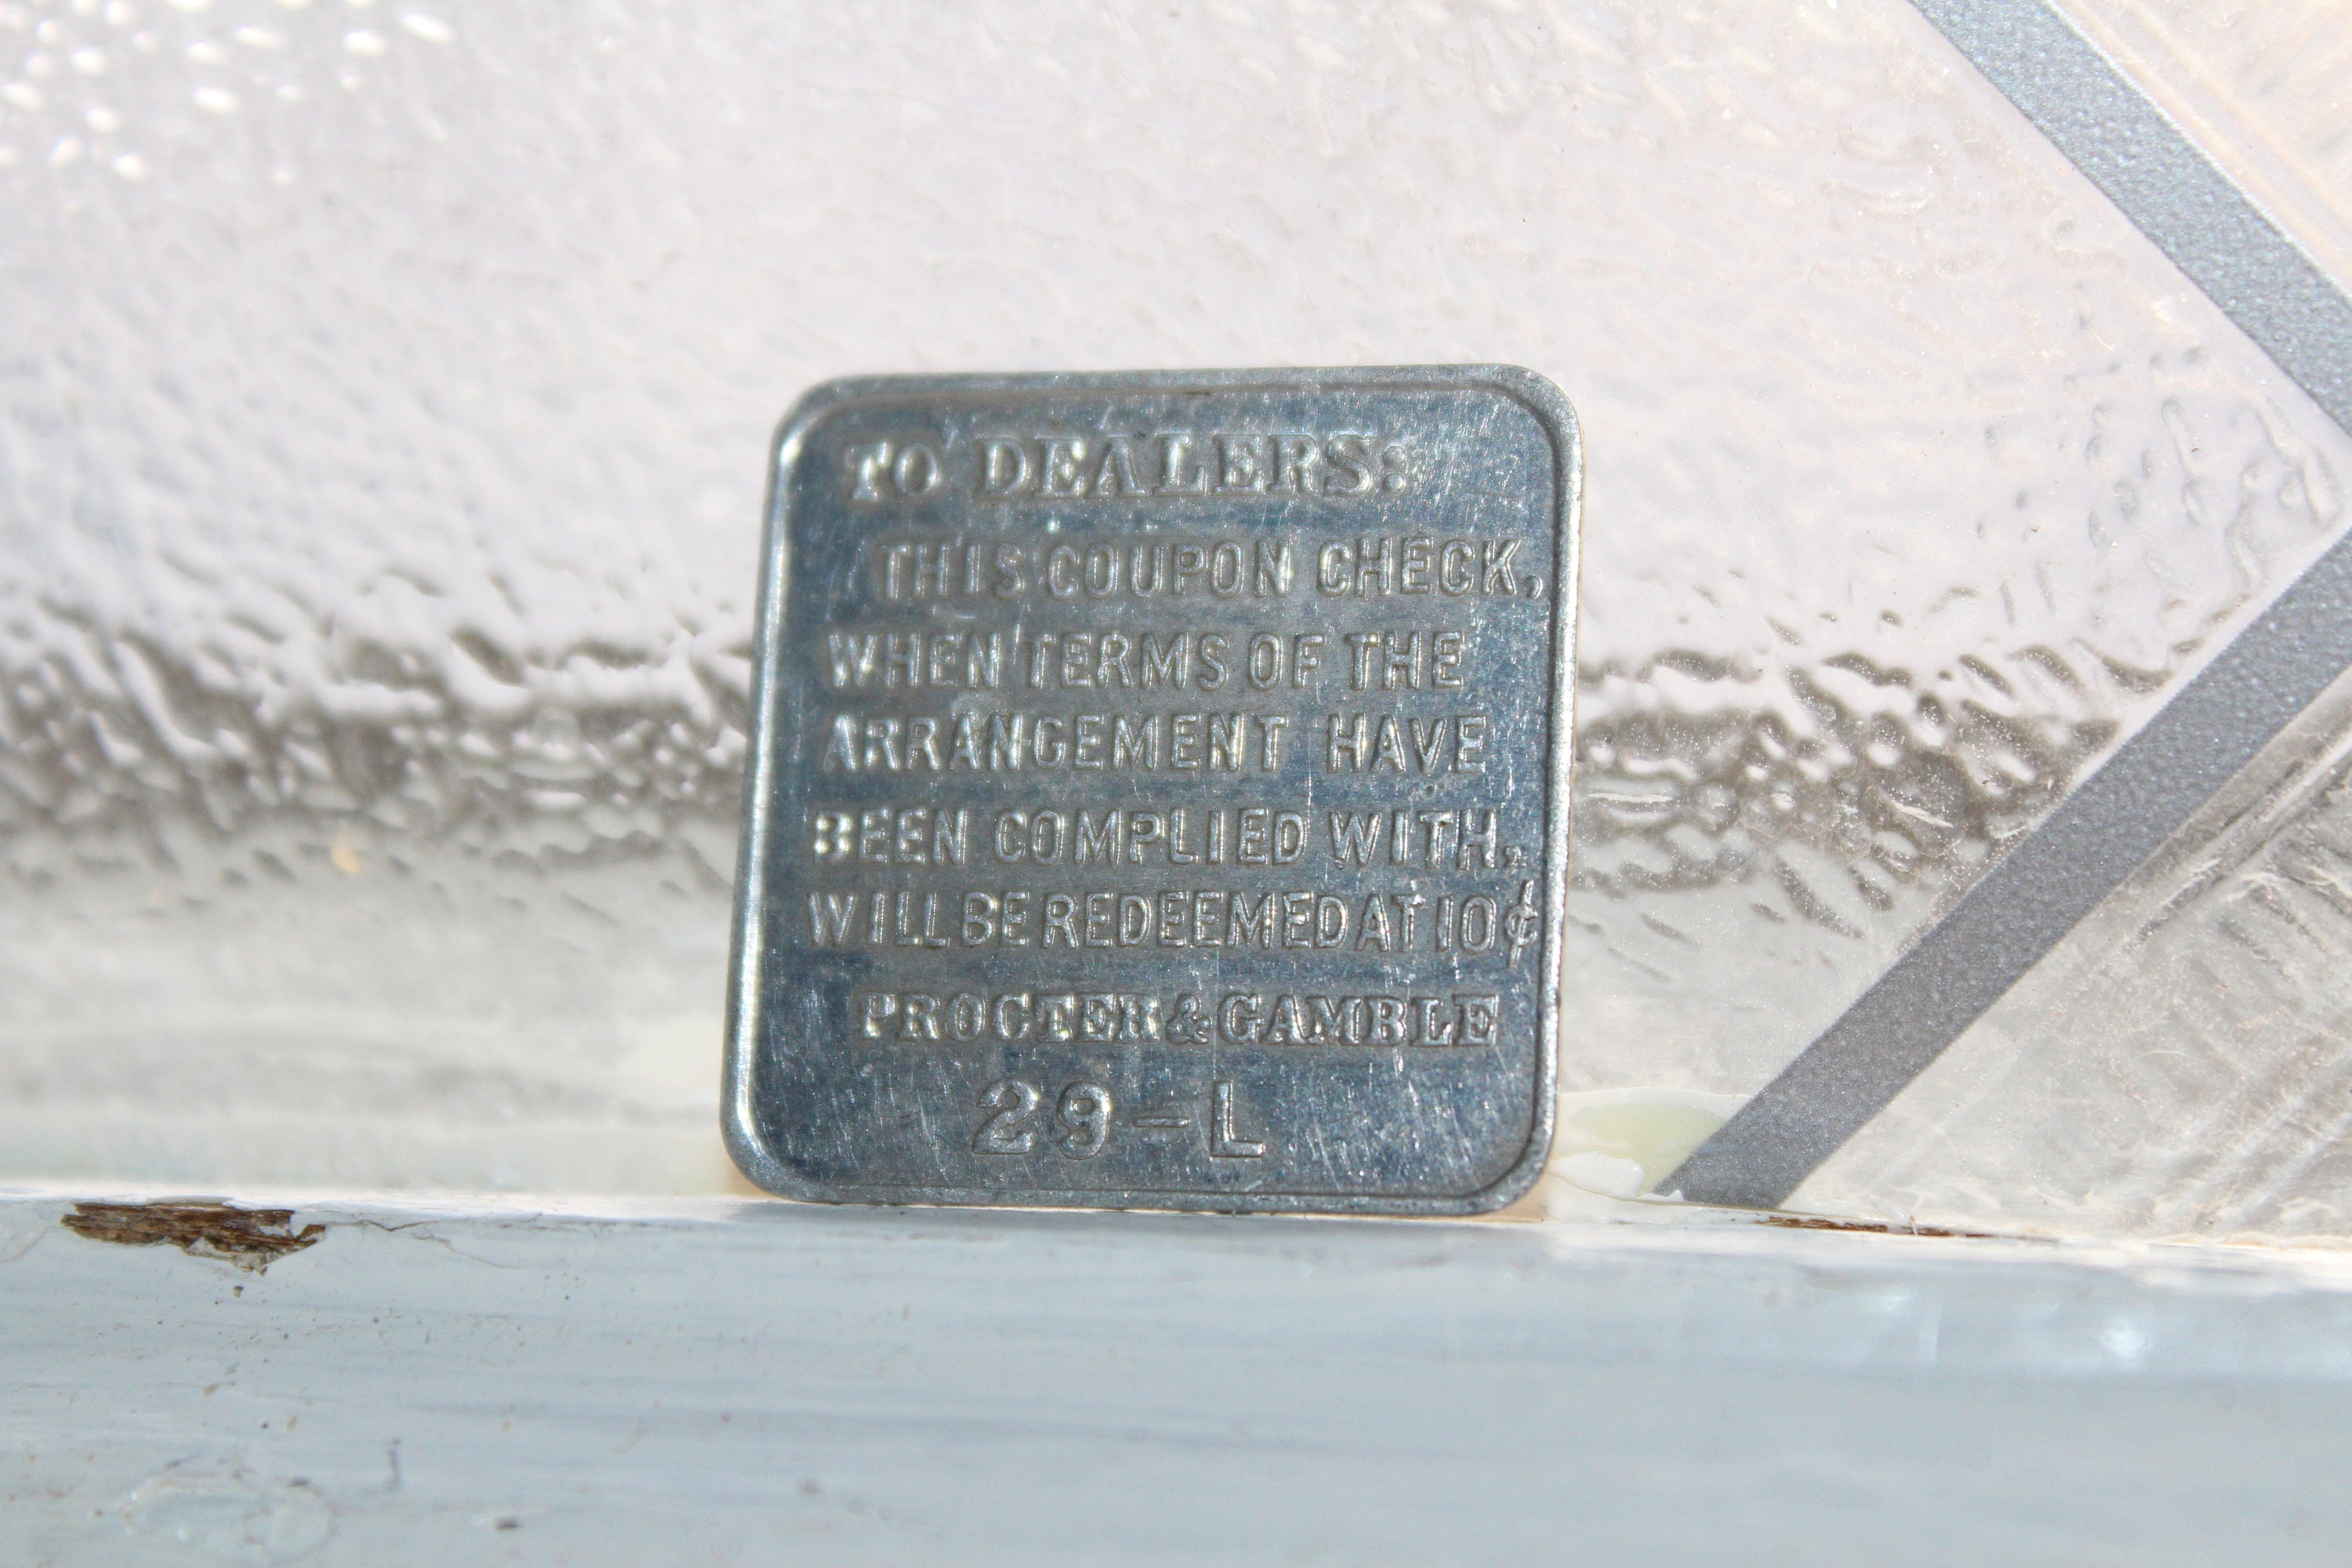 TO DEALERS:
THIS COUPON CHECK,
WHEN TERMS OF THE
ARRANGEMENT HAVE
BEEN COMPLIED WITH,
WILL BE REDEEMED AT 10¢
PROCTER & GAMBLE
29-L